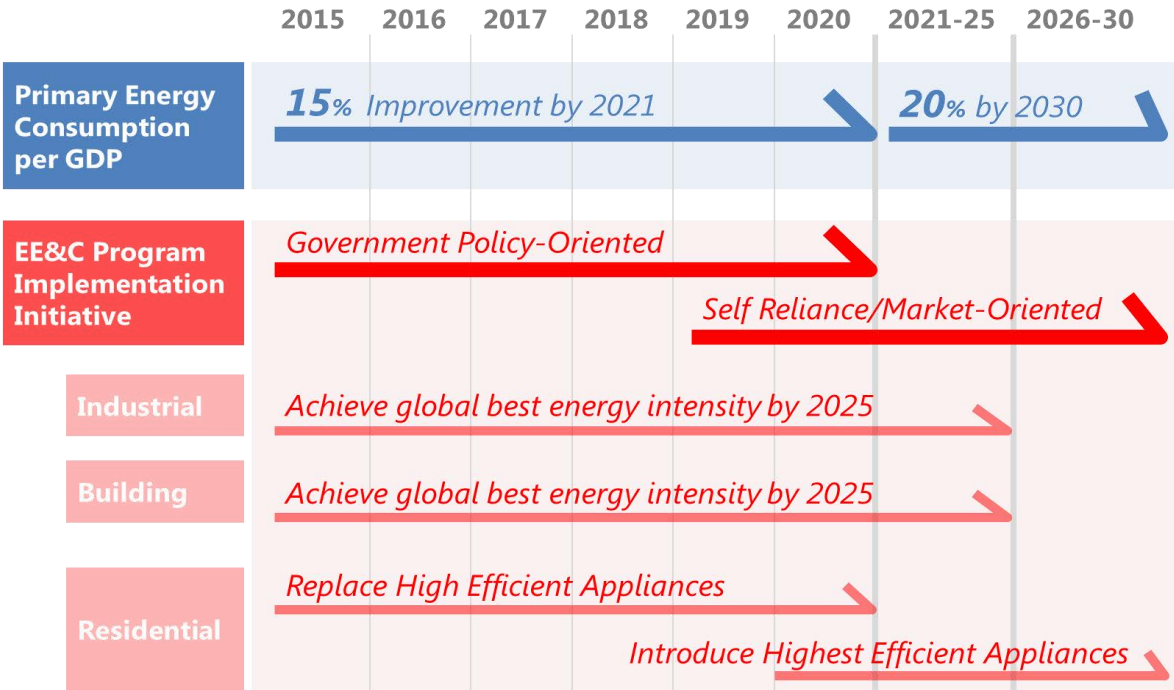 2015 2016 2017 2018 2019 2020 2021-25 2026-30
Primary Energy
Consumption
per GDP
15% Improvement by 2021
20% by 2030
EE&C Program
Implementation
Initiative
Government Policy-Oriented
Self Reliance/Market-Oriented
Industrial
Achieve global best energy intensity by 2025
Building
Achieve global best energy intensity by 2025
Residential
Replace High Efficient Appliances
Introduce Highest Efficient Appliances